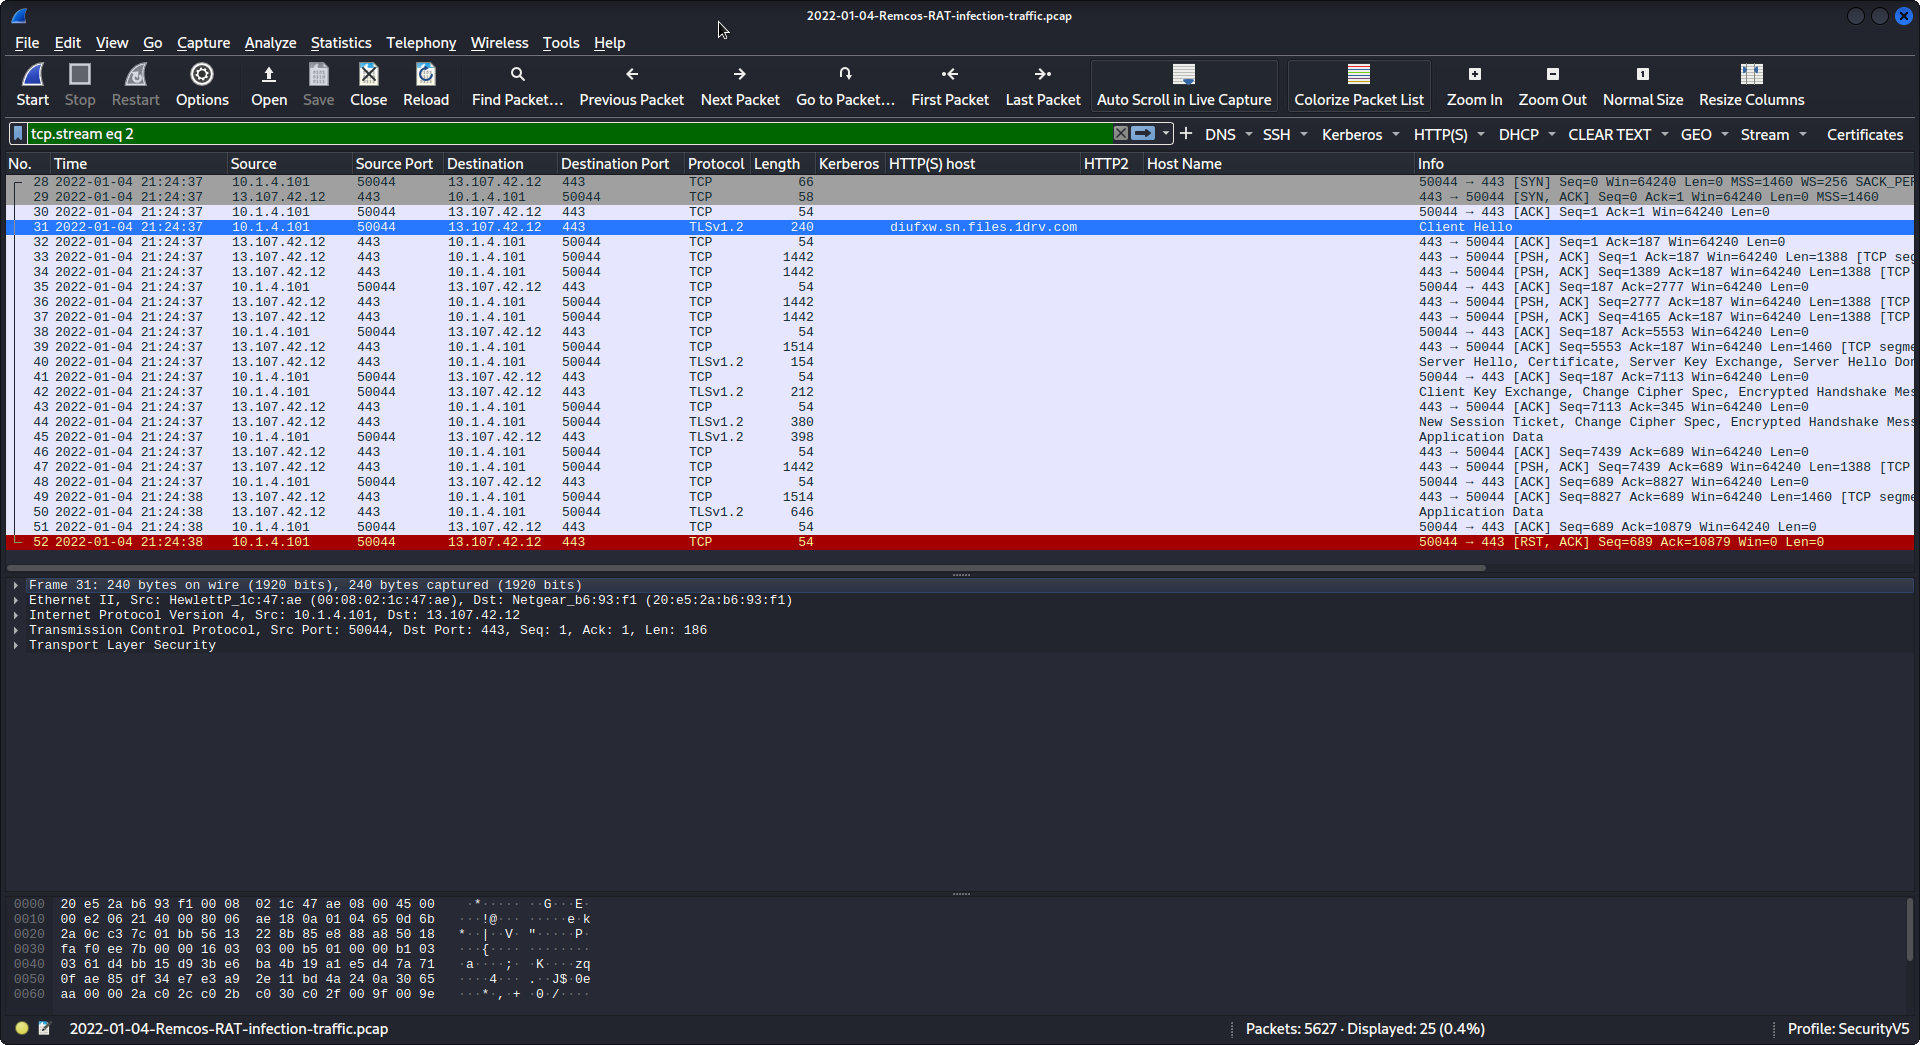 2022-01-04-Remcos-RAT-infection-traffic.pcap
File Edit View Go Capture Analyze Statistics Telephony Wireless Tools Help
Start Stop Restart Options Open Save Close Reload Find Packet... Previous Packet Next Packet Go to Packet... First Packet Last Packet Auto Scroll in Live Capture Colorize Packet List Zoom In Zoom Out Normal Size Resize Columns
tcp.stream eq 2 + DNS SSH Kerberos HTTP(S) DHCP CLEAR TEXT GEO Stream Certificates
No. Time Source Source Port Destination Destination Port Protocol Length Kerberos HTTP(S) host HTTP2 Host Name Info
28 2022-01-04 21:24:37 10.1.4.101 50044 13.107.42.12 443 TCP 66 50044 → 443 [SYN] Seq=0 Win=64240 Len=0 MSS=1460 WS=256 SACK_PER
29 2022-01-04 21:24:37 13.107.42.12 443 10.1.4.101 50044 TCP 58 443 → 50044 [SYN, ACK] Seq=0 Ack=1 Win=64240 Len=0 MSS=1460
30 2022-01-04 21:24:37 10.1.4.101 50044 13.107.42.12 443 TCP 54 50044 → 443 [ACK] Seq=1 Ack=1 Win=64240 Len=0
31 2022-01-04 21:24:37 10.1.4.101 50044 13.107.42.12 443 TLSv1.2 240 diufxw.sn.files.1drv.com Client Hello
32 2022-01-04 21:24:37 13.107.42.12 443 10.1.4.101 50044 TCP 54 443 → 50044 [ACK] Seq=1 Ack=187 Win=64240 Len=0
33 2022-01-04 21:24:37 13.107.42.12 443 10.1.4.101 50044 TCP 1442 443 → 50044 [PSH, ACK] Seq=1 Ack=187 Win=64240 Len=1388 [TCP seg
34 2022-01-04 21:24:37 13.107.42.12 443 10.1.4.101 50044 TCP 1442 443 → 50044 [PSH, ACK] Seq=1389 Ack=187 Win=64240 Len=1388 [TCP
35 2022-01-04 21:24:37 10.1.4.101 50044 13.107.42.12 443 TCP 54 50044 → 443 [ACK] Seq=187 Ack=2777 Win=64240 Len=0
36 2022-01-04 21:24:37 13.107.42.12 443 10.1.4.101 50044 TCP 1442 443 → 50044 [PSH, ACK] Seq=2777 Ack=187 Win=64240 Len=1388 [TCP
37 2022-01-04 21:24:37 13.107.42.12 443 10.1.4.101 50044 TCP 1442 443 → 50044 [PSH, ACK] Seq=4165 Ack=187 Win=64240 Len=1388 [TCP
38 2022-01-04 21:24:37 10.1.4.101 50044 13.107.42.12 443 TCP 54 50044 → 443 [ACK] Seq=187 Ack=5553 Win=64240 Len=0
39 2022-01-04 21:24:37 13.107.42.12 443 10.1.4.101 50044 TCP 1514 443 → 50044 [ACK] Seq=5553 Ack=187 Win=64240 Len=1460 [TCP segme
40 2022-01-04 21:24:37 13.107.42.12 443 10.1.4.101 50044 TLSv1.2 154 Server Hello, Certificate, Server Key Exchange, Server Hello Don
41 2022-01-04 21:24:37 10.1.4.101 50044 13.107.42.12 443 TCP 54 50044 → 443 [ACK] Seq=187 Ack=7113 Win=64240 Len=0
42 2022-01-04 21:24:37 10.1.4.101 50044 13.107.42.12 443 TLSv1.2 212 Client Key Exchange, Change Cipher Spec, Encrypted Handshake Mes
43 2022-01-04 21:24:37 13.107.42.12 443 10.1.4.101 50044 TCP 54 443 → 50044 [ACK] Seq=7113 Ack=345 Win=64240 Len=0
44 2022-01-04 21:24:37 13.107.42.12 443 10.1.4.101 50044 TLSv1.2 380 New Session Ticket, Change Cipher Spec, Encrypted Handshake Mess
45 2022-01-04 21:24:37 10.1.4.101 50044 13.107.42.12 443 TLSv1.2 398 Application Data
46 2022-01-04 21:24:37 13.107.42.12 443 10.1.4.101 50044 TCP 54 443 → 50044 [ACK] Seq=7439 Ack=689 Win=64240 Len=0
47 2022-01-04 21:24:37 13.107.42.12 443 10.1.4.101 50044 TCP 1442 443 → 50044 [PSH, ACK] Seq=7439 Ack=689 Win=64240 Len=1388 [TCP
48 2022-01-04 21:24:37 10.1.4.101 50044 13.107.42.12 443 TCP 54 50044 → 443 [ACK] Seq=689 Ack=8827 Win=64240 Len=0
49 2022-01-04 21:24:38 13.107.42.12 443 10.1.4.101 50044 TCP 1514 443 → 50044 [ACK] Seq=8827 Ack=689 Win=64240 Len=1460 [TCP segme
50 2022-01-04 21:24:38 13.107.42.12 443 10.1.4.101 50044 TLSv1.2 646 Application Data
51 2022-01-04 21:24:38 10.1.4.101 50044 13.107.42.12 443 TCP 54 50044 → 443 [ACK] Seq=689 Ack=10879 Win=64240 Len=0
52 2022-01-04 21:24:38 10.1.4.101 50044 13.107.42.12 443 TCP 54 50044 → 443 [RST, ACK] Seq=689 Ack=10879 Win=0 Len=0
Frame 31: 240 bytes on wire (1920 bits), 240 bytes captured (1920 bits)
Ethernet II, Src: HewlettP_1c:47:ae (00:08:02:1c:47:ae), Dst: Netgear_b6:93:f1 (20:e5:2a:b6:93:f1)
Internet Protocol Version 4, Src: 10.1.4.101, Dst: 13.107.42.12
Transmission Control Protocol, Src Port: 50044, Dst Port: 443, Seq: 1, Ack: 1, Len: 186
Transport Layer Security
0000 20 e5 2a b6 93 f1 00 08 02 1c 47 ae 08 00 45 00 ·*····· ··G···E·
0010 00 e2 06 21 40 00 80 06 ae 18 0a 01 04 65 0d 6b ···!@··· ·····e·k
0020 2a 0c c3 7c 01 bb 56 13 22 8b 85 e8 88 a8 50 18 *··|··V· "·····P·
0030 fa f0 ee 7b 00 00 16 03 03 00 b5 01 00 00 b1 03 ···{···· ········
0040 03 61 d4 bb 15 d9 3b e6 ba 4b 19 a1 e5 d4 7a 71 ·a····;· ·K····zq
0050 0f ae 85 df 34 e7 e3 a9 2e 11 bd 4a 24 0a 30 65 ····4··· .··J$·0e
0060 aa 00 00 2a c0 2c c0 2b c0 30 c0 2f 00 9f 00 9e ···*·,·+ ·0·/····
2022-01-04-Remcos-RAT-infection-traffic.pcap Packets: 5627 · Displayed: 25 (0.4%) Profile: SecurityV5